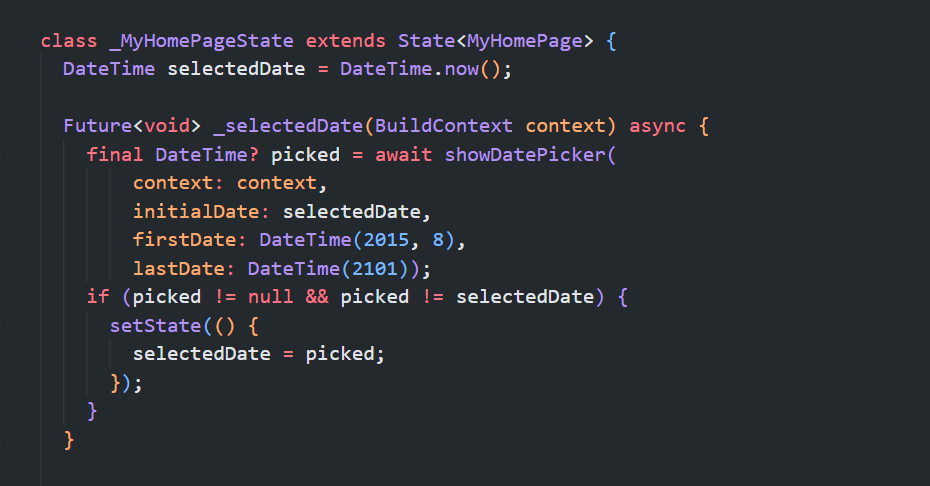 class _MyHomePageState extends State<MyHomePage> {
DateTime selectedDate = DateTime.now();
Future<void> _selectedDate(BuildContext context) async {
final DateTime? picked = await showDatePicker(
context: context,
initialDate: selectedDate,
firstDate: DateTime(2015, 8),
lastDate: DateTime(2101));
if (picked != null && picked != selectedDate) {
setState(() {
selectedDate = picked;
});
}
}